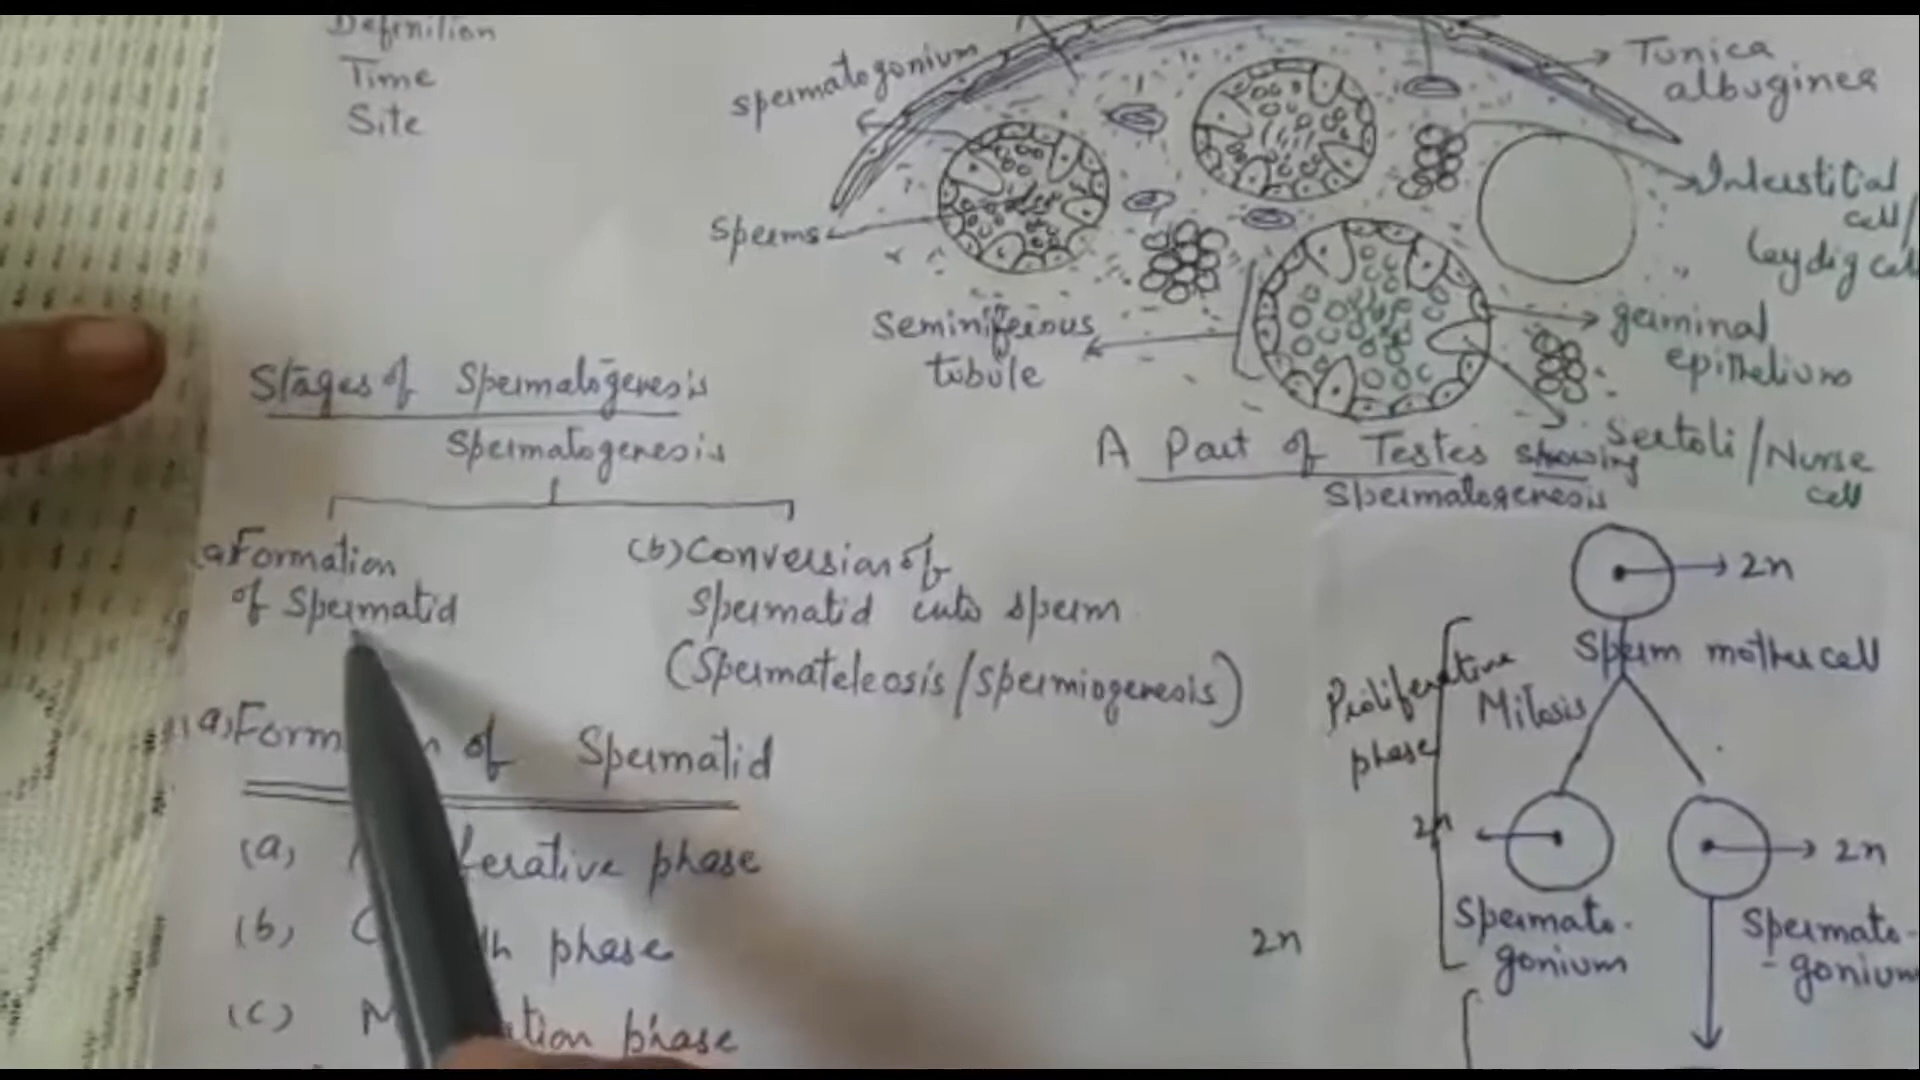 Definition
Time
Site
spermatogonium
Tunica
albuginea
Interstitial
cell/
Leydig cell
sperms
Seminiferous
tubule
germinal
epithelium
Sertoli/Nurse
cell
A Part of Testes showing
Spermatogenesis
Stages of Spermatogenesis
Spermatogenesis
(a) Formation
of Spermatid
(b) Conversion of
Spermatid into sperm
(Spermateleosis/Spermiogenesis)
(a) Form of Spermatid
(a) ferative phase
(b) phase
(c) phase
2n
Sperm mother cell
Proliferative
phase
Mitosis
2n
2n
Spermato-
gonium
Spermato-
-gonium
2n